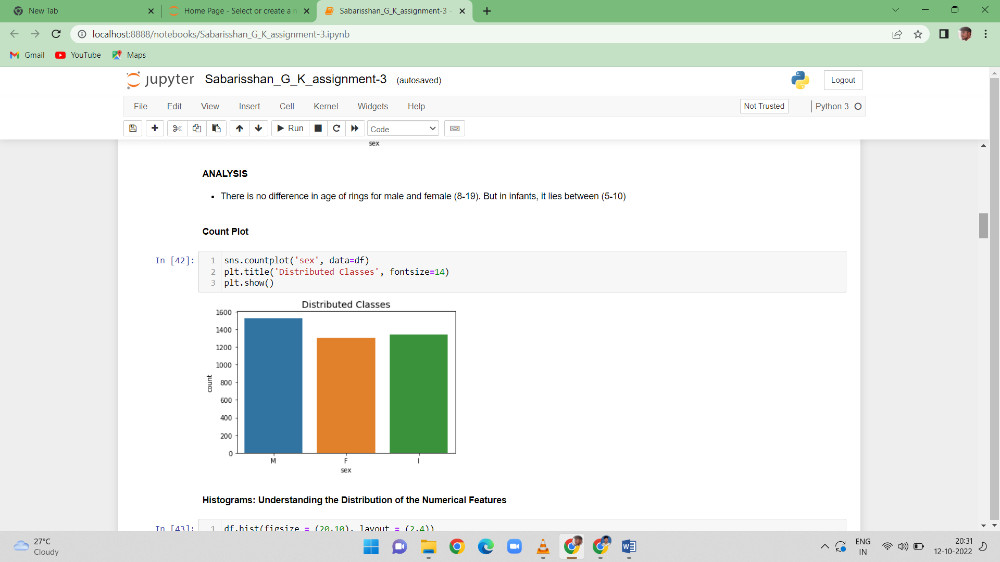 New Tab
Home Page - Select or create a n
Sabarisshan_G_K_assignment-3 -
localhost:8888/notebooks/Sabarisshan_G_K_assignment-3.ipynb
Gmail YouTube Maps
jupyter Sabarisshan_G_K_assignment-3 (autosaved)
Logout
File Edit View Insert Cell Kernel Widgets Help
Not Trusted
Python 3
Run
Code
sex
ANALYSIS
• There is no difference in age of rings for male and female (8-19). But in infants, it lies between (5-10)
Count Plot
In [42]:
1 sns.countplot('sex', data=df)
2 plt.title('Distributed Classes', fontsize=14)
3 plt.show()
Distributed Classes
1600
1400
1200
1000
800
600
400
200
0
count
M F I
sex
Histograms: Understanding the Distribution of the Numerical Features
In [43]:
1 df.hist(figsize = (20,10), layout = (2,4))
27°C
Cloudy
ENG
IN
20:31
12-10-2022